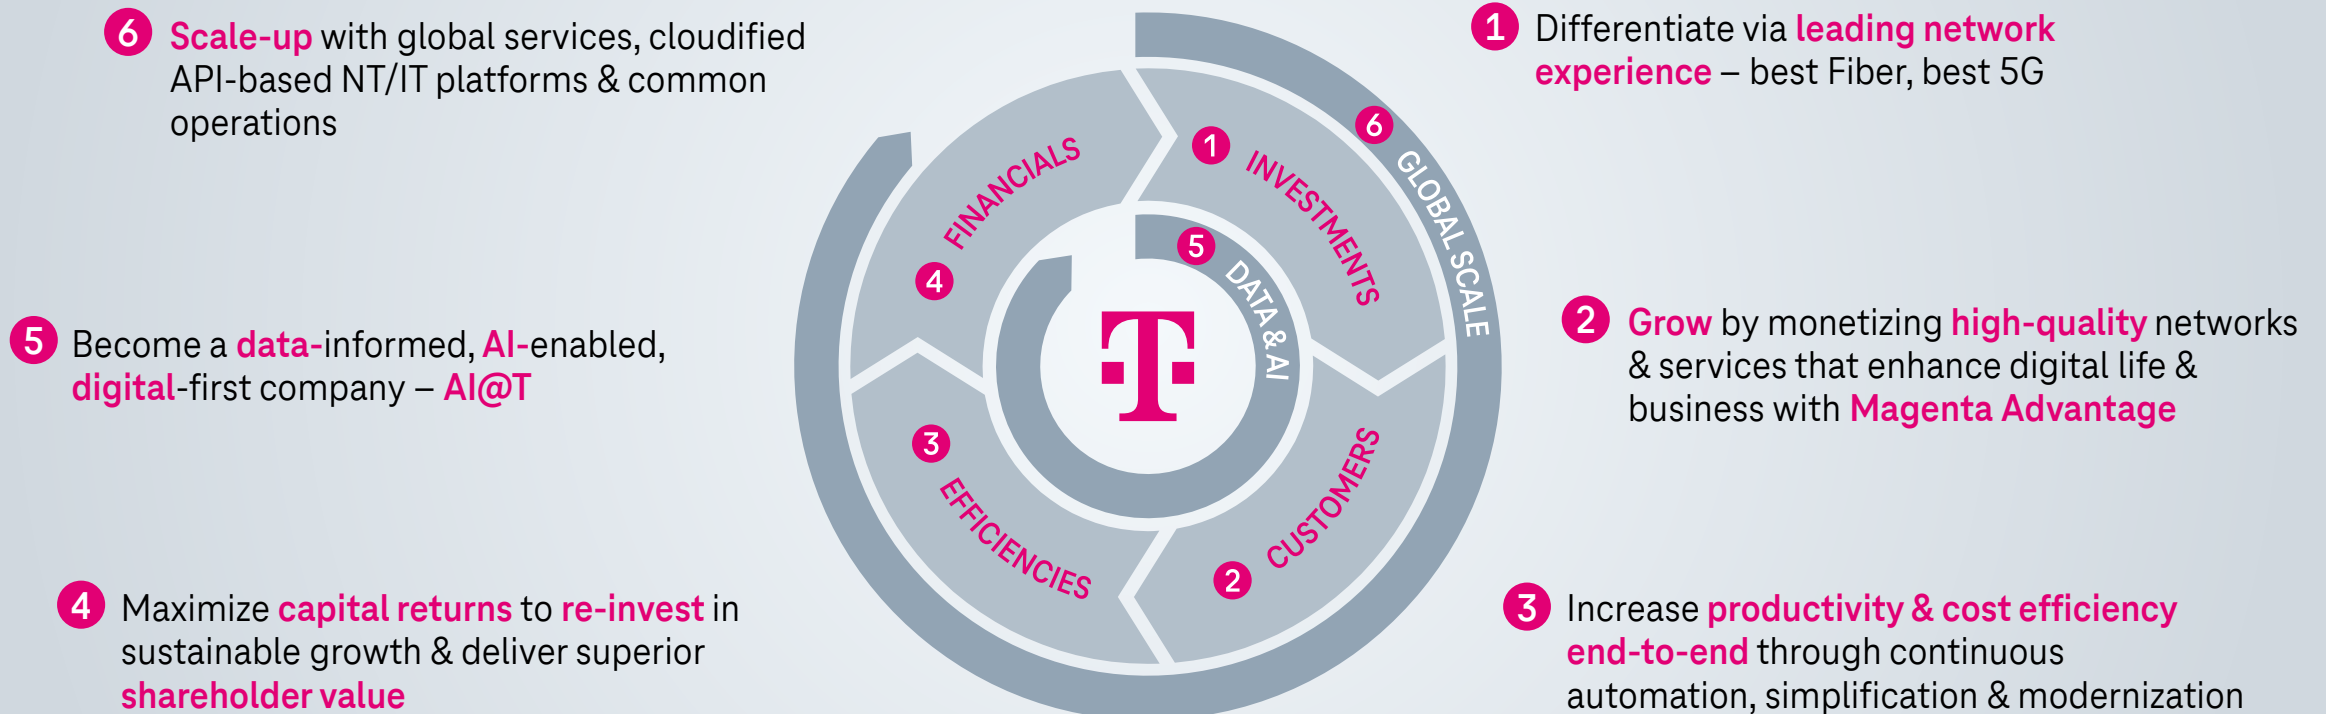 6 Scale-up with global services, cloudified
API-based NT/IT platforms & common
operations
5 Become a data-informed, AI-enabled,
digital-first company – AI@T
4 Maximize capital returns to re-invest in
sustainable growth & deliver superior
shareholder value
6 GLOBAL SCALE
1 INVESTMENTS
2 CUSTOMERS
3 EFFICIENCIES
4 FINANCIALS
5 DATA & AI
T
1 Differentiate via leading network
experience – best Fiber, best 5G
2 Grow by monetizing high-quality networks
& services that enhance digital life &
business with Magenta Advantage
3 Increase productivity & cost efficiency
end-to-end through continuous
automation, simplification & modernization